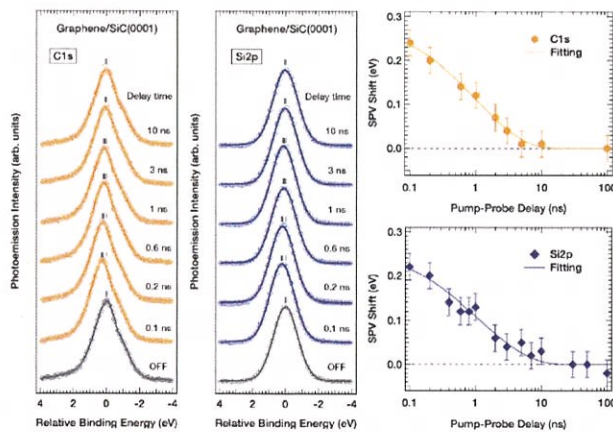 Graphene/SiC(0001)
C1s
Delay time
10 ns
3 ns
1 ns
0.6 ns
0.2 ns
0.1 ns
OFF
4 2 0 -2 -4
Relative Binding Energy (eV)
Photoemission Intensity (arb. units)
Graphene/SiC(0001)
Si2p
Delay time
10 ns
3 ns
1 ns
0.6 ns
0.2 ns
0.1 ns
OFF
4 2 0 -2 -4
Relative Binding Energy (eV)
Photoemission Intensity (arb. units)
C1s
Fitting
SPV Shift (eV)
0.3
0.2
0.1
0.0
0.1 1 10 100
Pump-Probe Delay (ns)
Si2p
Fitting
SPV Shift (eV)
0.3
0.2
0.1
0.0
0.1 1 10 100
Pump-Probe Delay (ns)